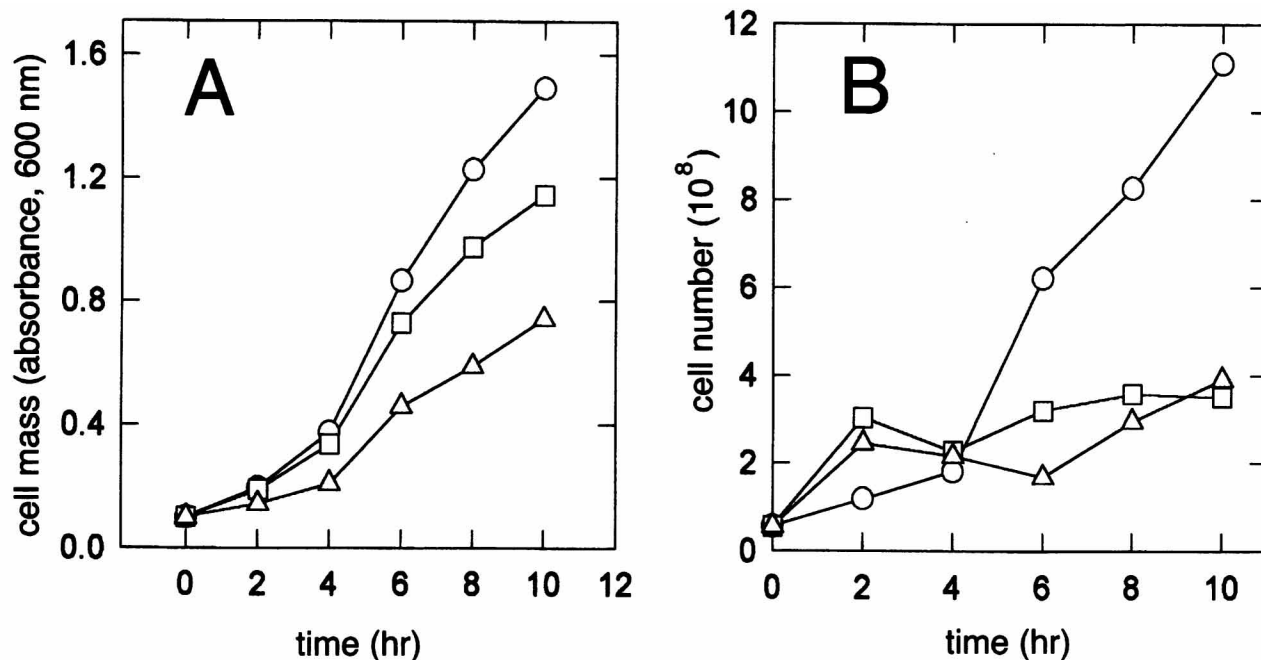 A
cell mass (absorbance, 600 nm)
1.6
1.2
0.8
0.4
0.0
0 2 4 6 8 10 12
time (hr)
B
cell number (10⁸)
12
10
8
6
4
2
0
0 2 4 6 8 10
time (hr)